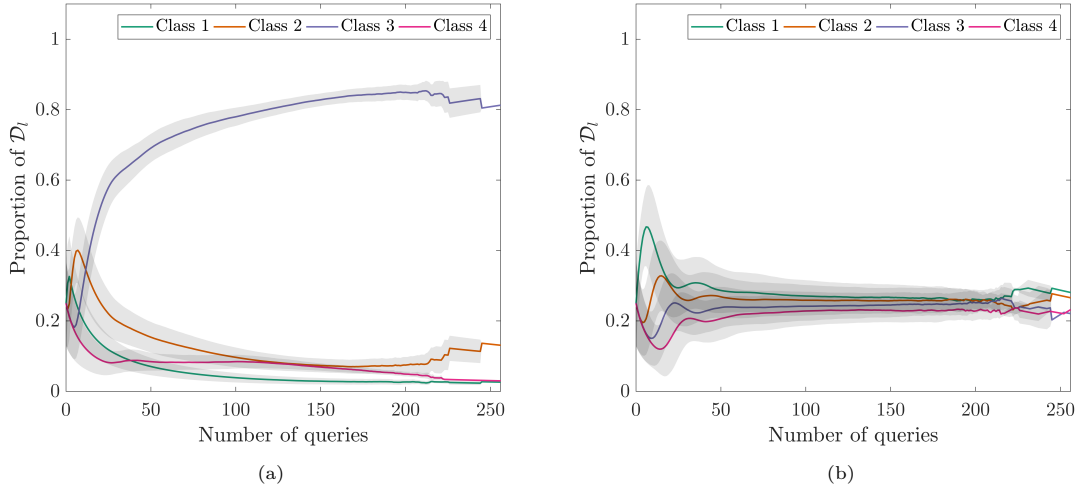 Class 1 Class 2 Class 3 Class 4
1
0.8
0.6
0.4
0.2
0
Proportion of 𝒟ₗ
0 50 100 150 200 250
Number of queries
(a)
Class 1 Class 2 Class 3 Class 4
1
0.8
0.6
0.4
0.2
0
Proportion of 𝒟ₗ
0 50 100 150 200 250
Number of queries
(b)